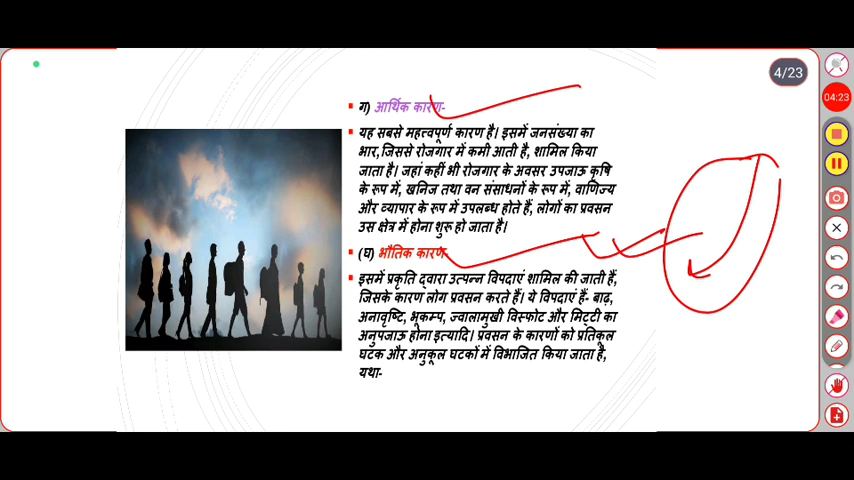 4/23
ग) आर्थिक कारण-
यह सबसे महत्त्वपूर्ण कारण है। इसमें जनसंख्या का
भार,जिससे रोजगार में कमी आती है, शामिल किया
जाता है। जहां कहीं भी रोजगार के अवसर उपजाऊ कृषि
के रूप में, खनिज तथा वन संसाधनों के रूप में, वाणिज्य
और व्यापार के रूप में उपलब्ध होते हैं, लोगों का प्रवसन
उस क्षेत्र में होना शुरू हो जाता है।
(घ) भौतिक कारण
इसमें प्रकृति द्वारा उत्पन्न विपदाएं शामिल की जाती हैं,
जिसके कारण लोग प्रवसन करते हैं। ये विपदाएं हैं- बाढ़,
अनावृष्टि, भूकम्प, ज्वालामुखी विस्फोट और मिट्टी का
अनुपजाऊ होना इत्यादि। प्रवसन के कारणों को प्रतिकूल
घटक और अनुकूल घटकों में विभाजित किया जाता है,
यथा-
04:23